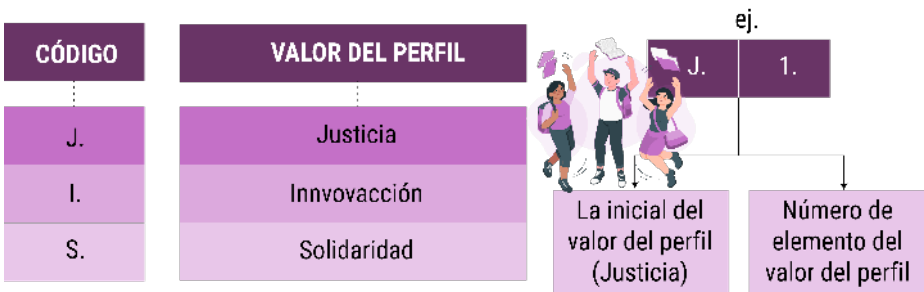 CÓDIGO
J.
I.
S.
VALOR DEL PERFIL
Justicia
Innvovacción
Solidaridad
ej.
J.
1.
La inicial del
valor del perfil
(Justicia)
Número de
elemento del
valor del perfil